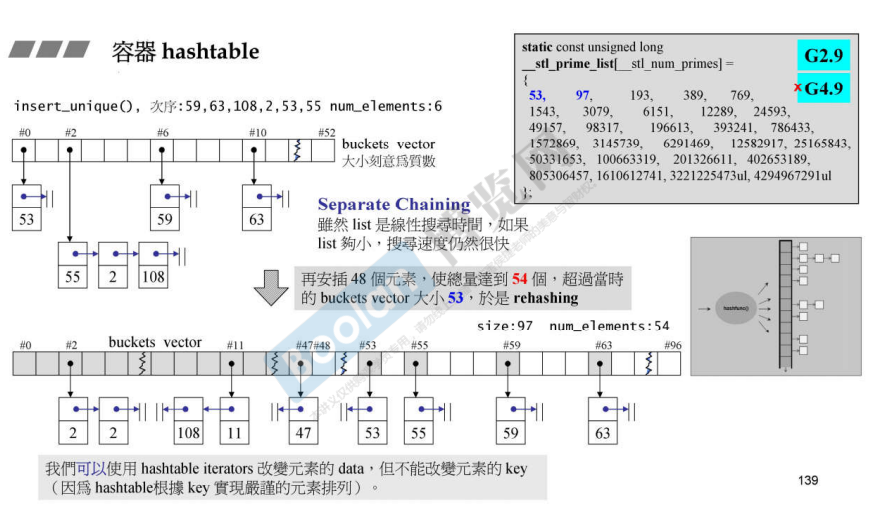 容器 hashtable
static const unsigned long
__stl_prime_list[__stl_num_primes] =
{
53, 97, 193, 389, 769,
1543, 3079, 6151, 12289, 24593,
49157, 98317, 196613, 393241, 786433,
1572869, 3145739, 6291469, 12582917, 25165843,
50331653, 100663319, 201326611, 402653189,
805306457, 1610612741, 3221225473ul, 4294967291ul
};
G2.9
×G4.9
insert_unique(), 次序:59,63,108,2,53,55 num_elements:6
#0 #2 #6 #10 #52
buckets vector
大小刻意爲質數
53 59 63
55 2 108
Separate Chaining
雖然 list 是線性搜尋時間,如果
list 夠小,搜尋速度仍然很快
再安插 48 個元素,使總量達到 54 個,超過當時
的 buckets vector 大小 53,於是 rehashing
size:97 num_elements:54
buckets vector
#0 #2 #11 #47#48 #53 #55 #59 #63 #96
2 2 108 11 47 53 55 59 63
hashfunc()
我們可以使用 hashtable iterators 改變元素的 data,但不能改變元素的 key
(因爲 hashtable根據 key 實現嚴謹的元素排列)。
139
Boolan
博览网